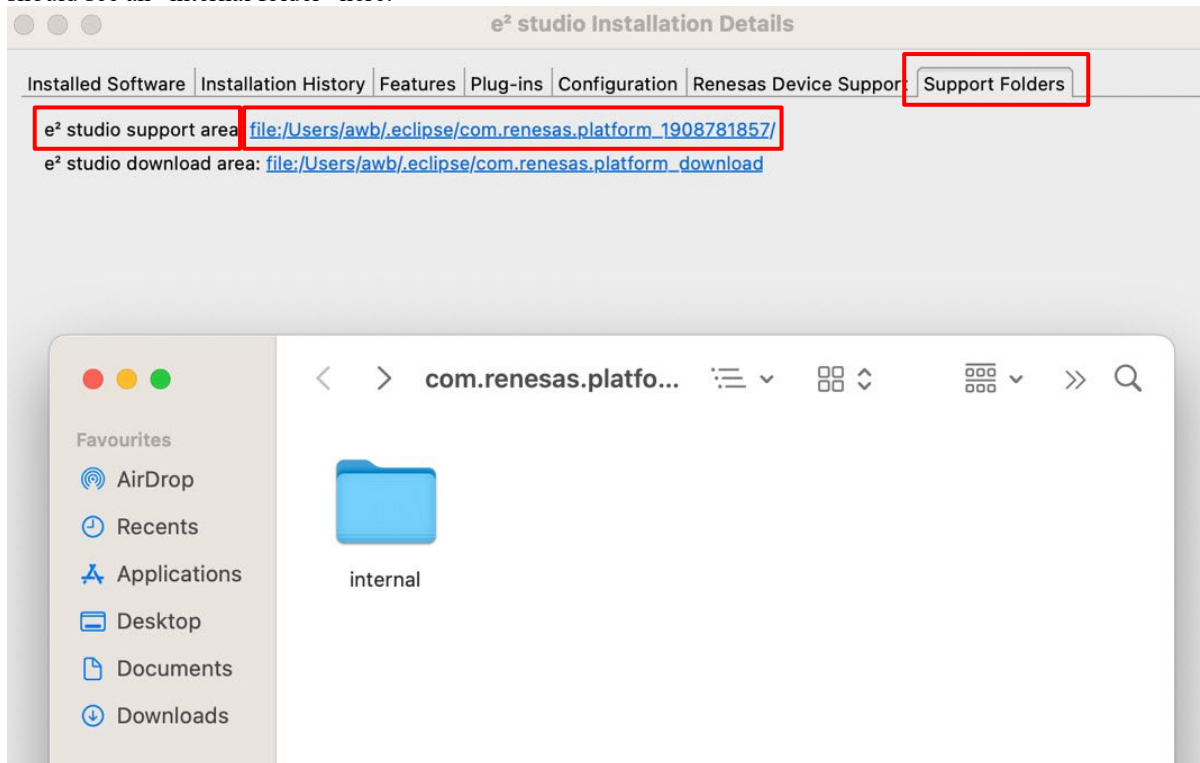 e² studio Installation Details
Installed Software Installation History Features Plug-ins Configuration Renesas Device Support Support Folders
e² studio support area: file:/Users/awb/.eclipse/com.renesas.platform_1908781857/
e² studio download area: file:/Users/awb/.eclipse/com.renesas.platform_download
com.renesas.platfo...
Favourites
AirDrop
Recents
Applications
Desktop
Documents
Downloads
internal